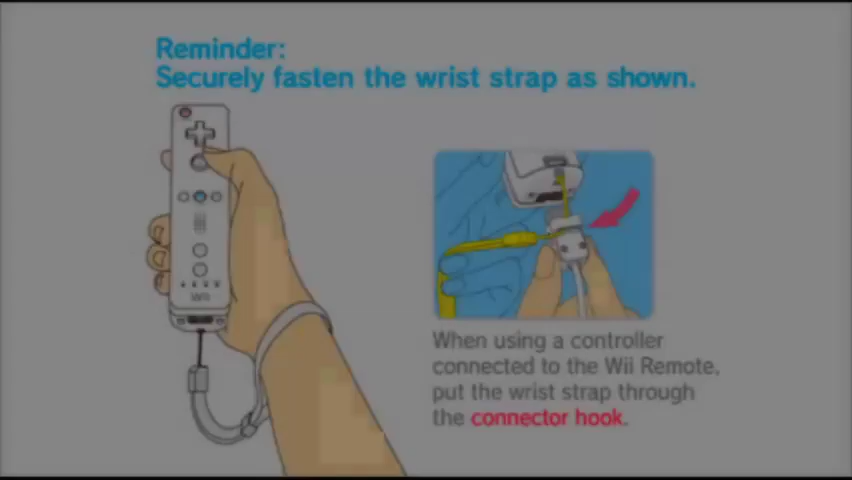 Reminder:
Securely fasten the wrist strap as shown.
Wii
When using a controller
connected to the Wii Remote,
put the wrist strap through
the connector hook.